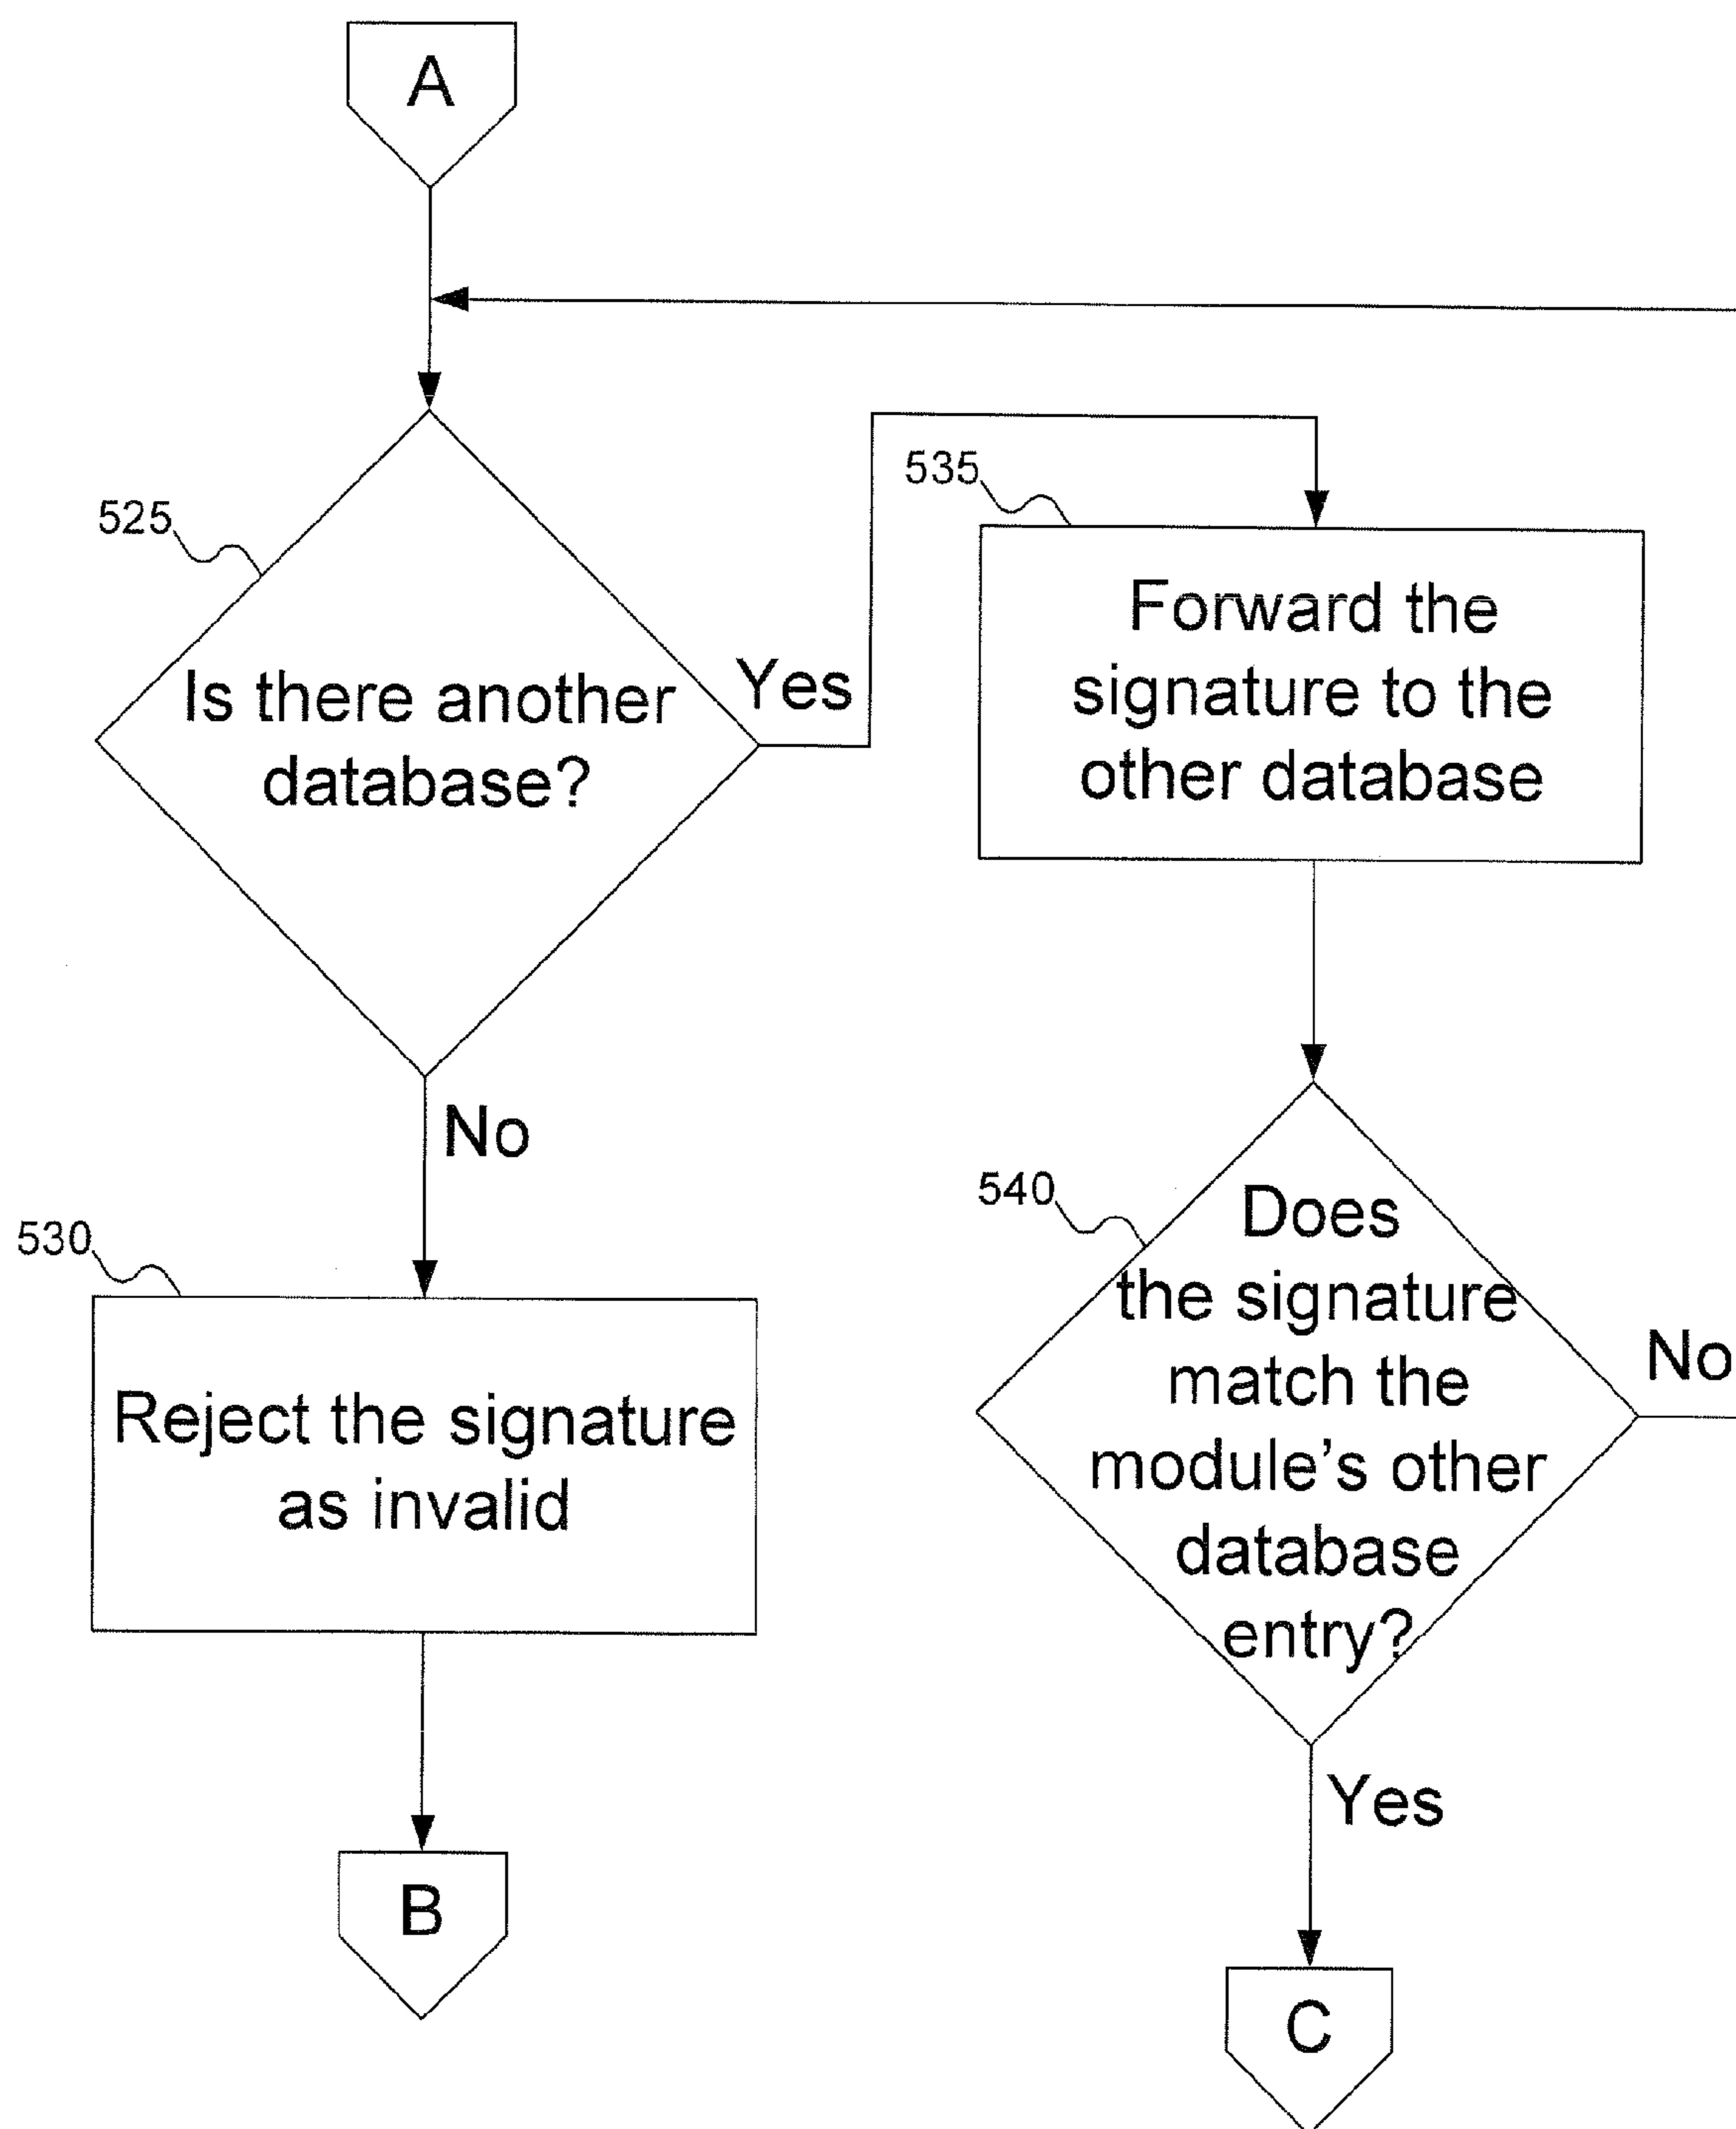 A
525
Is there another
database?
Yes
535
Forward the
signature to the
other database
No
530
Reject the signature
as invalid
540
Does
the signature
match the
module's other
database
entry?
No
Yes
B
C